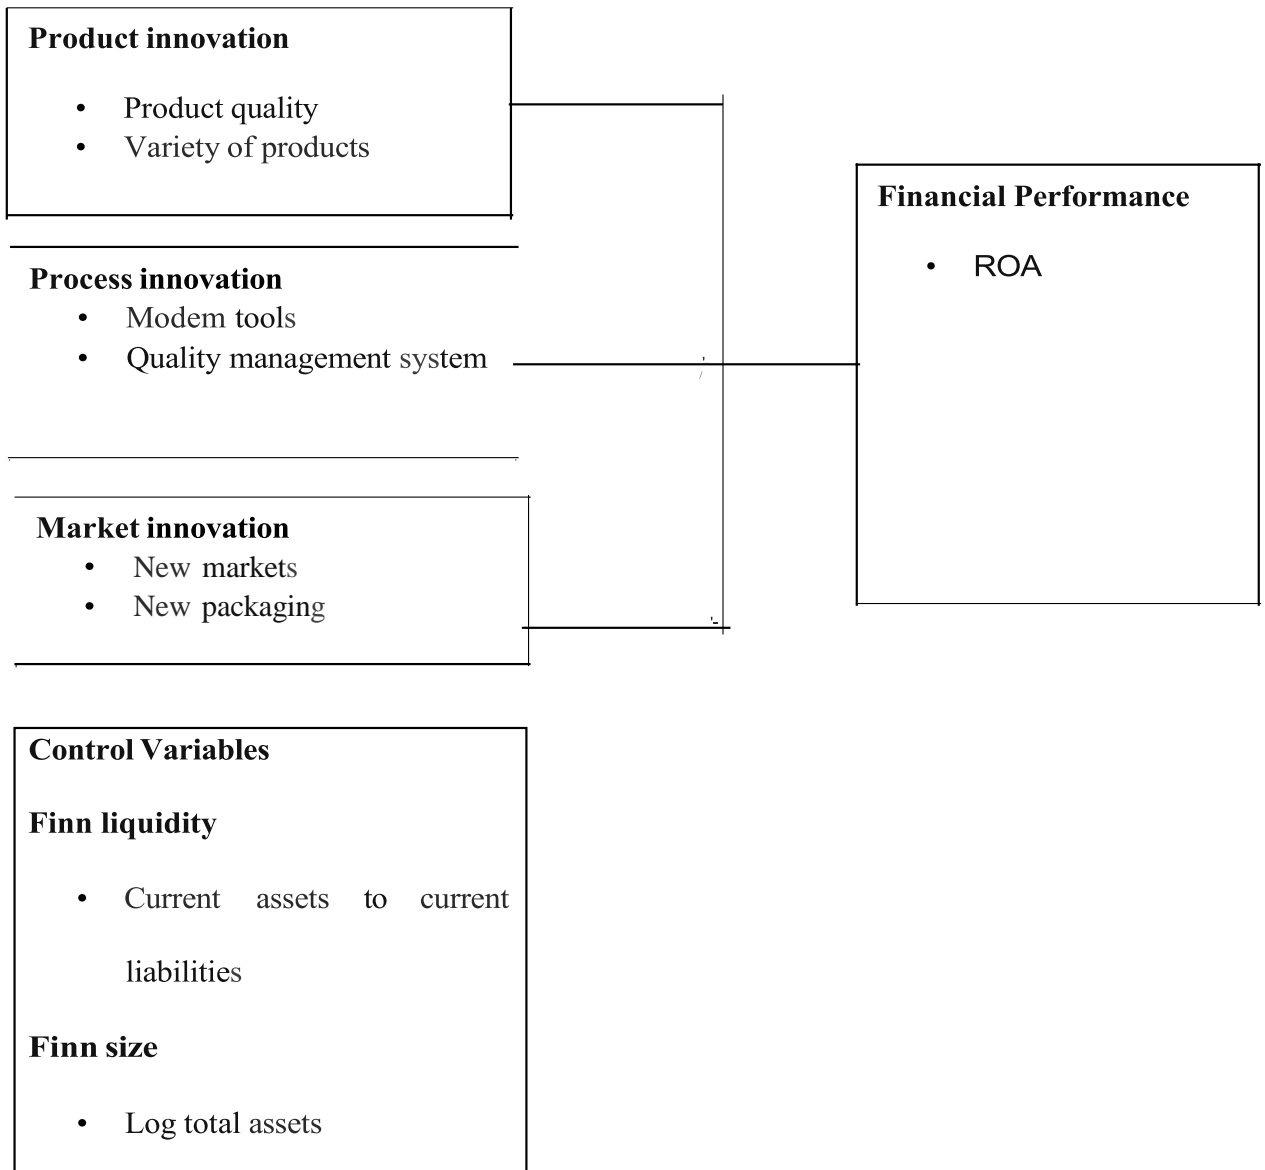 Product innovation
• Product quality
• Variety of products
Process innovation
• Modem tools
• Quality management system
Market innovation
• New markets
• New packaging
Financial Performance
• ROA
Control Variables
Finn liquidity
• Current assets to current
liabilities
Finn size
• Log total assets